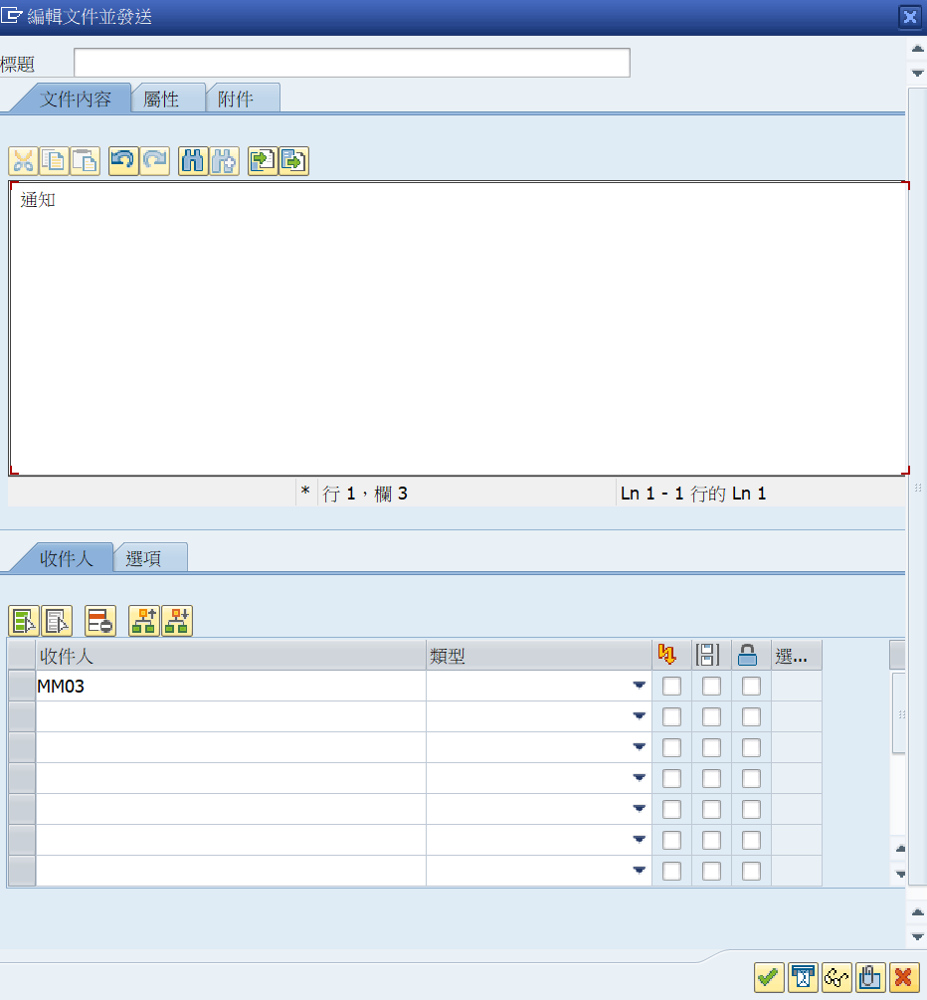 編輯文件並發送
標題
文件內容 屬性 附件
通知
* 行 1，欄 3 Ln 1 - 1 行的 Ln 1
收件人 選項
收件人 類型 選...
MM03